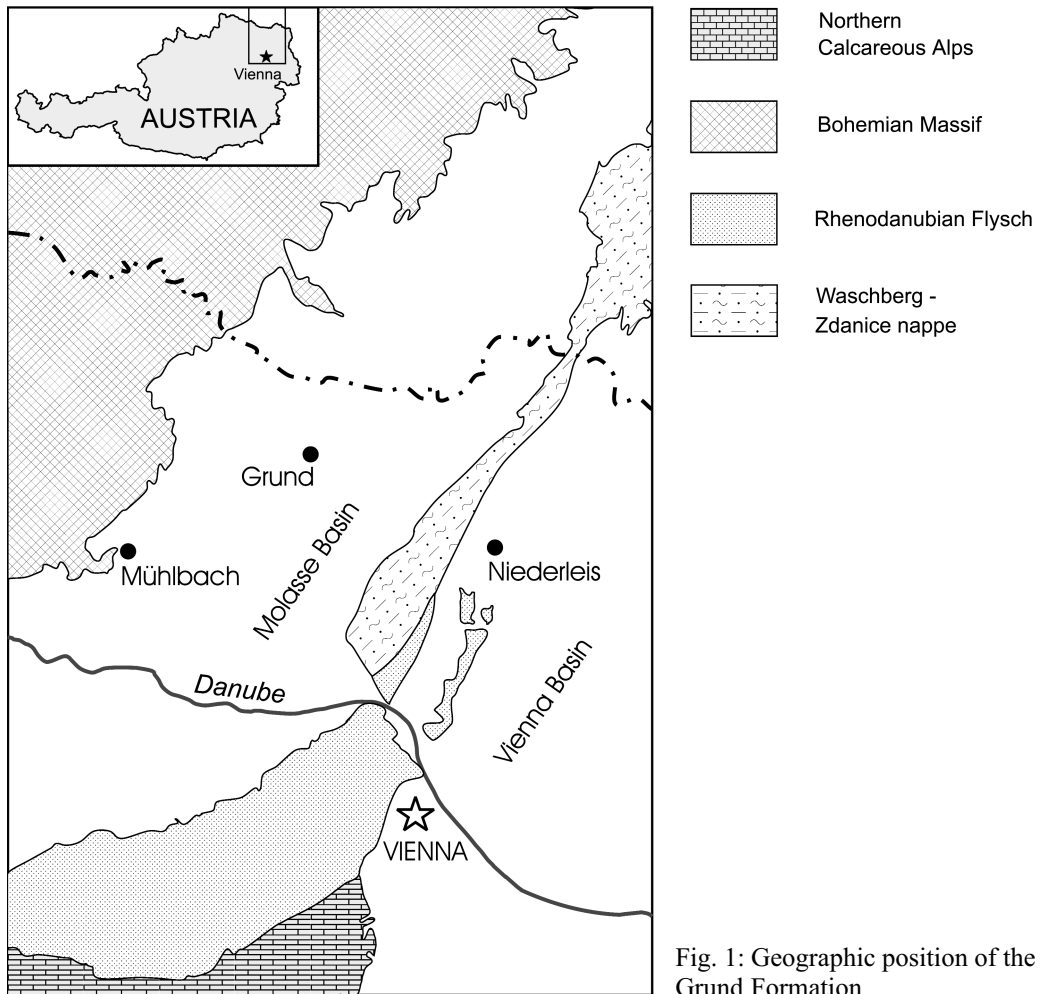 Vienna
AUSTRIA
Northern
Calcareous Alps
Bohemian Massif
Rhenodanubian Flysch
Waschberg -
Zdanice nappe
Grund
Mühlbach
Molasse Basin
Niederleis
Danube
Vienna Basin
VIENNA
Fig. 1: Geographic position of the
Grund Formation